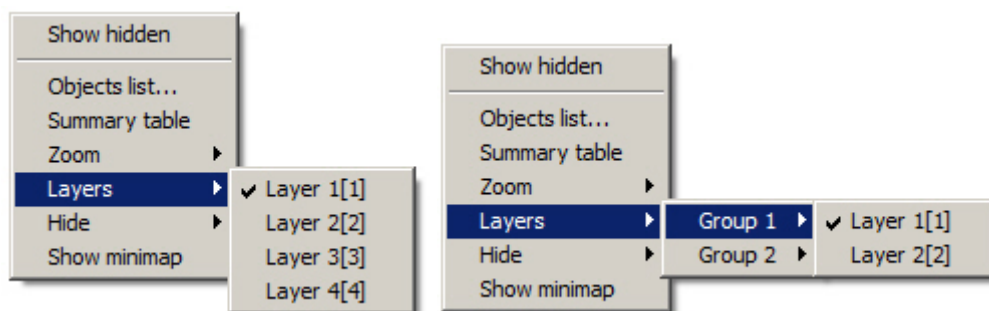 Show hidden
Objects list...
Summary table
Zoom
Layers
Hide
Show minimap
Layer 1[1]
Layer 2[2]
Layer 3[3]
Layer 4[4]
Show hidden
Objects list...
Summary table
Zoom
Layers
Hide
Show minimap
Group 1
Group 2
Layer 1[1]
Layer 2[2]